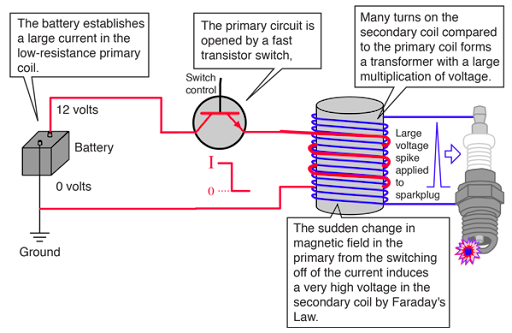 The battery establishes
a large current in the
low-resistance primary
coil.
The primary circuit is
opened by a fast
transistor switch,
Many turns on the
secondary coil compared
to the primary coil forms
a transformer with a large
multiplication of voltage.
Switch
control
12 volts
Battery
0 volts
Ground
I
0
Large
voltage
spike
applied
to
sparkplug
The sudden change in
magnetic field in the
primary from the switching
off of the current induces
a very high voltage in the
secondary coil by Faraday's
Law.